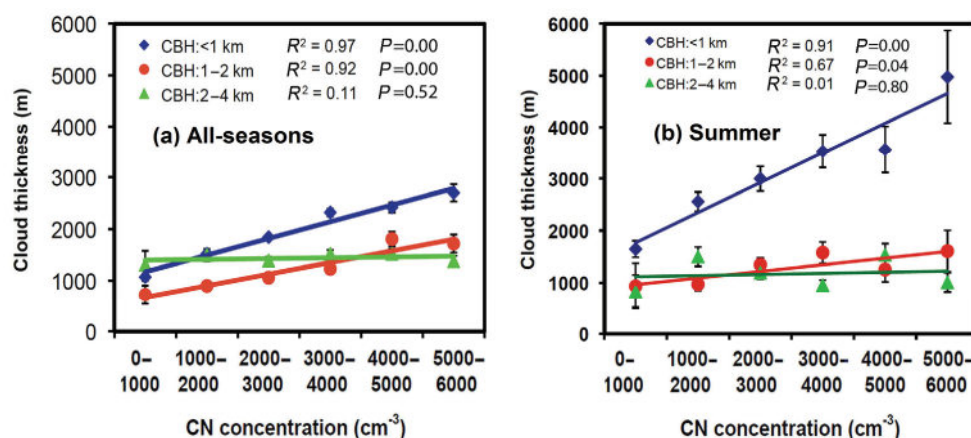 Cloud thickness (m)
6000
5000
4000
3000
2000
1000
0
CBH:<1 km R² = 0.97 P=0.00
CBH:1–2 km R² = 0.92 P=0.00
CBH:2–4 km R² = 0.11 P=0.52
(a) All-seasons
0– 1000– 2000– 3000– 4000– 5000–
1000 2000 3000 4000 5000 6000
CN concentration (cm⁻³)
Cloud thickness (m)
6000
5000
4000
3000
2000
1000
0
CBH:<1 km R² = 0.91 P=0.00
CBH:1–2 km R² = 0.67 P=0.04
CBH:2–4 km R² = 0.01 P=0.80
(b) Summer
0– 1000– 2000– 3000– 4000– 5000–
1000 2000 3000 4000 5000 6000
CN concentration (cm⁻³)